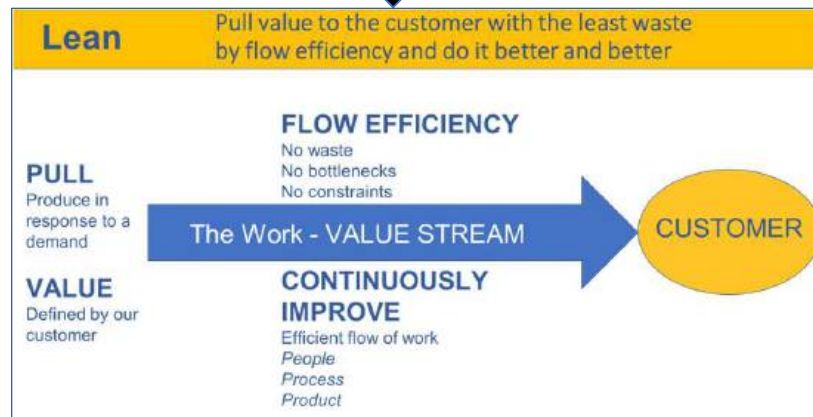 Lean
Pull value to the customer with the least waste
by flow efficiency and do it better and better
FLOW EFFICIENCY
No waste
No bottlenecks
No constraints
PULL
Produce in
response to a
demand
The Work - VALUE STREAM
CUSTOMER
VALUE
Defined by our
customer
CONTINUOUSLY
IMPROVE
Efficient flow of work
People
Process
Product